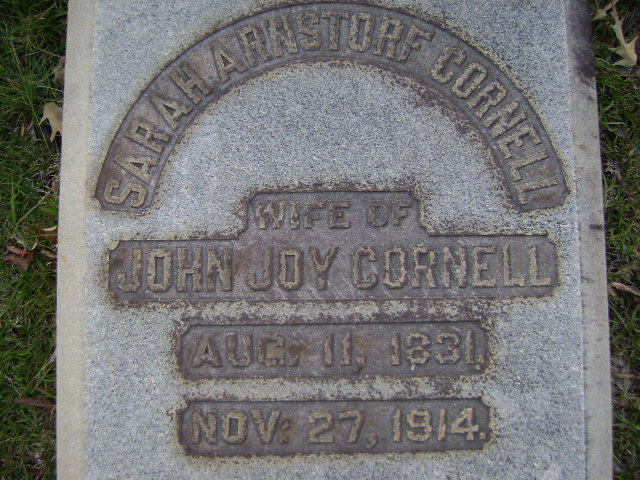 SARAH ARNSTORF CORNELL
WIFE OF
JOHN JOY CORNELL
AUG. 11, 1831.
NOV. 27, 1914.